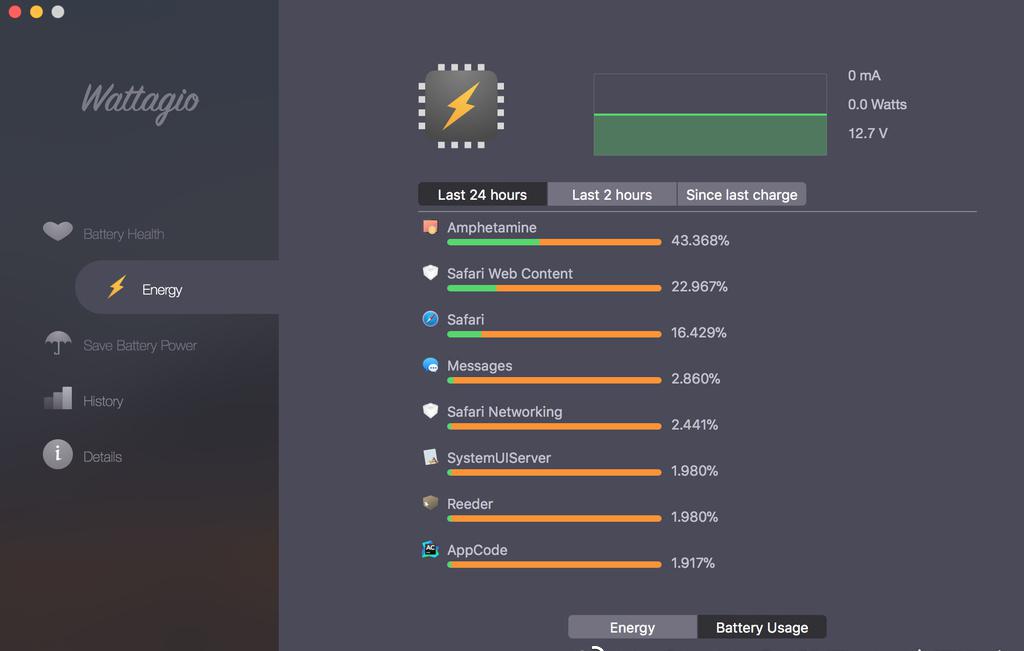 Wattagio
Battery Health
Energy
Save Battery Power
History
i
Details
0 mA
0.0 Watts
12.7 V
Last 24 hours
Last 2 hours
Since last charge
Amphetamine
43.368%
Safari Web Content
22.967%
Safari
16.429%
Messages
2.860%
Safari Networking
2.441%
SystemUIServer
1.980%
Reeder
1.980%
AC
AppCode
1.917%
Energy
Battery Usage